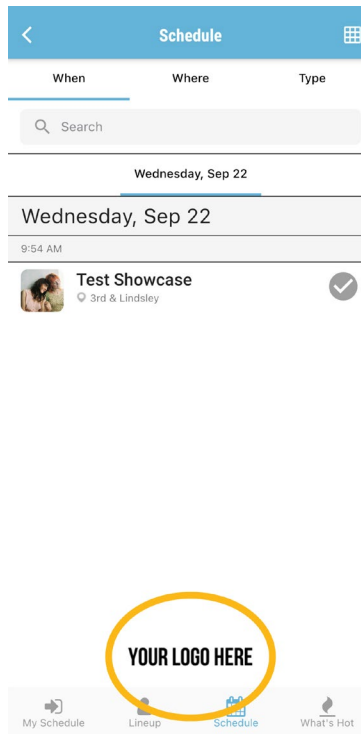 Schedule
When Where Type
Search
Wednesday, Sep 22
Wednesday, Sep 22
9:54 AM
Test Showcase
3rd & Lindsley
YOUR LOGO HERE
My Schedule Lineup Schedule What's Hot